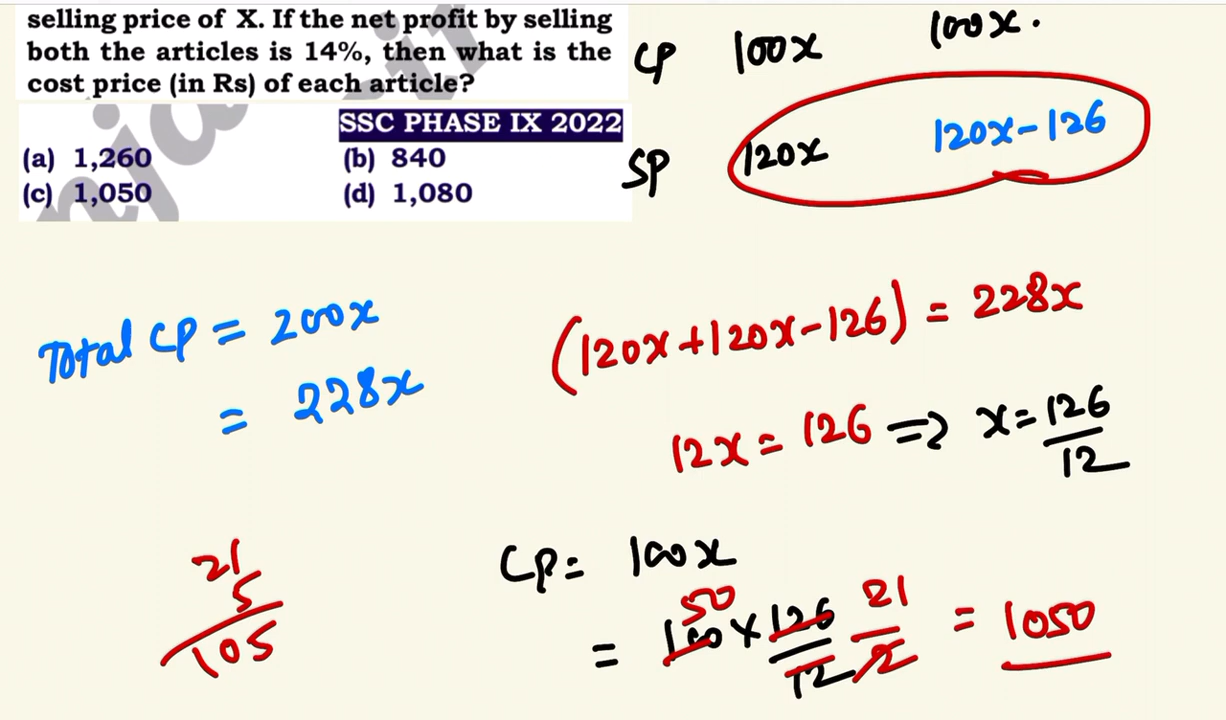 selling price of X. If the net profit by selling
both the articles is 14%, then what is the
cost price (in Rs) of each article?
SSC PHASE IX 2022
(a) 1,260 (b) 840
(c) 1,050 (d) 1,080
CP 100x 100x.
SP 120x 120x-126
Total CP = 200x
= 228x
(120x+120x-126) = 228x
12x = 126 => x = 126/12
21
5
105
CP = 100x
50 21
= 100 x 126/12 2 = 1050